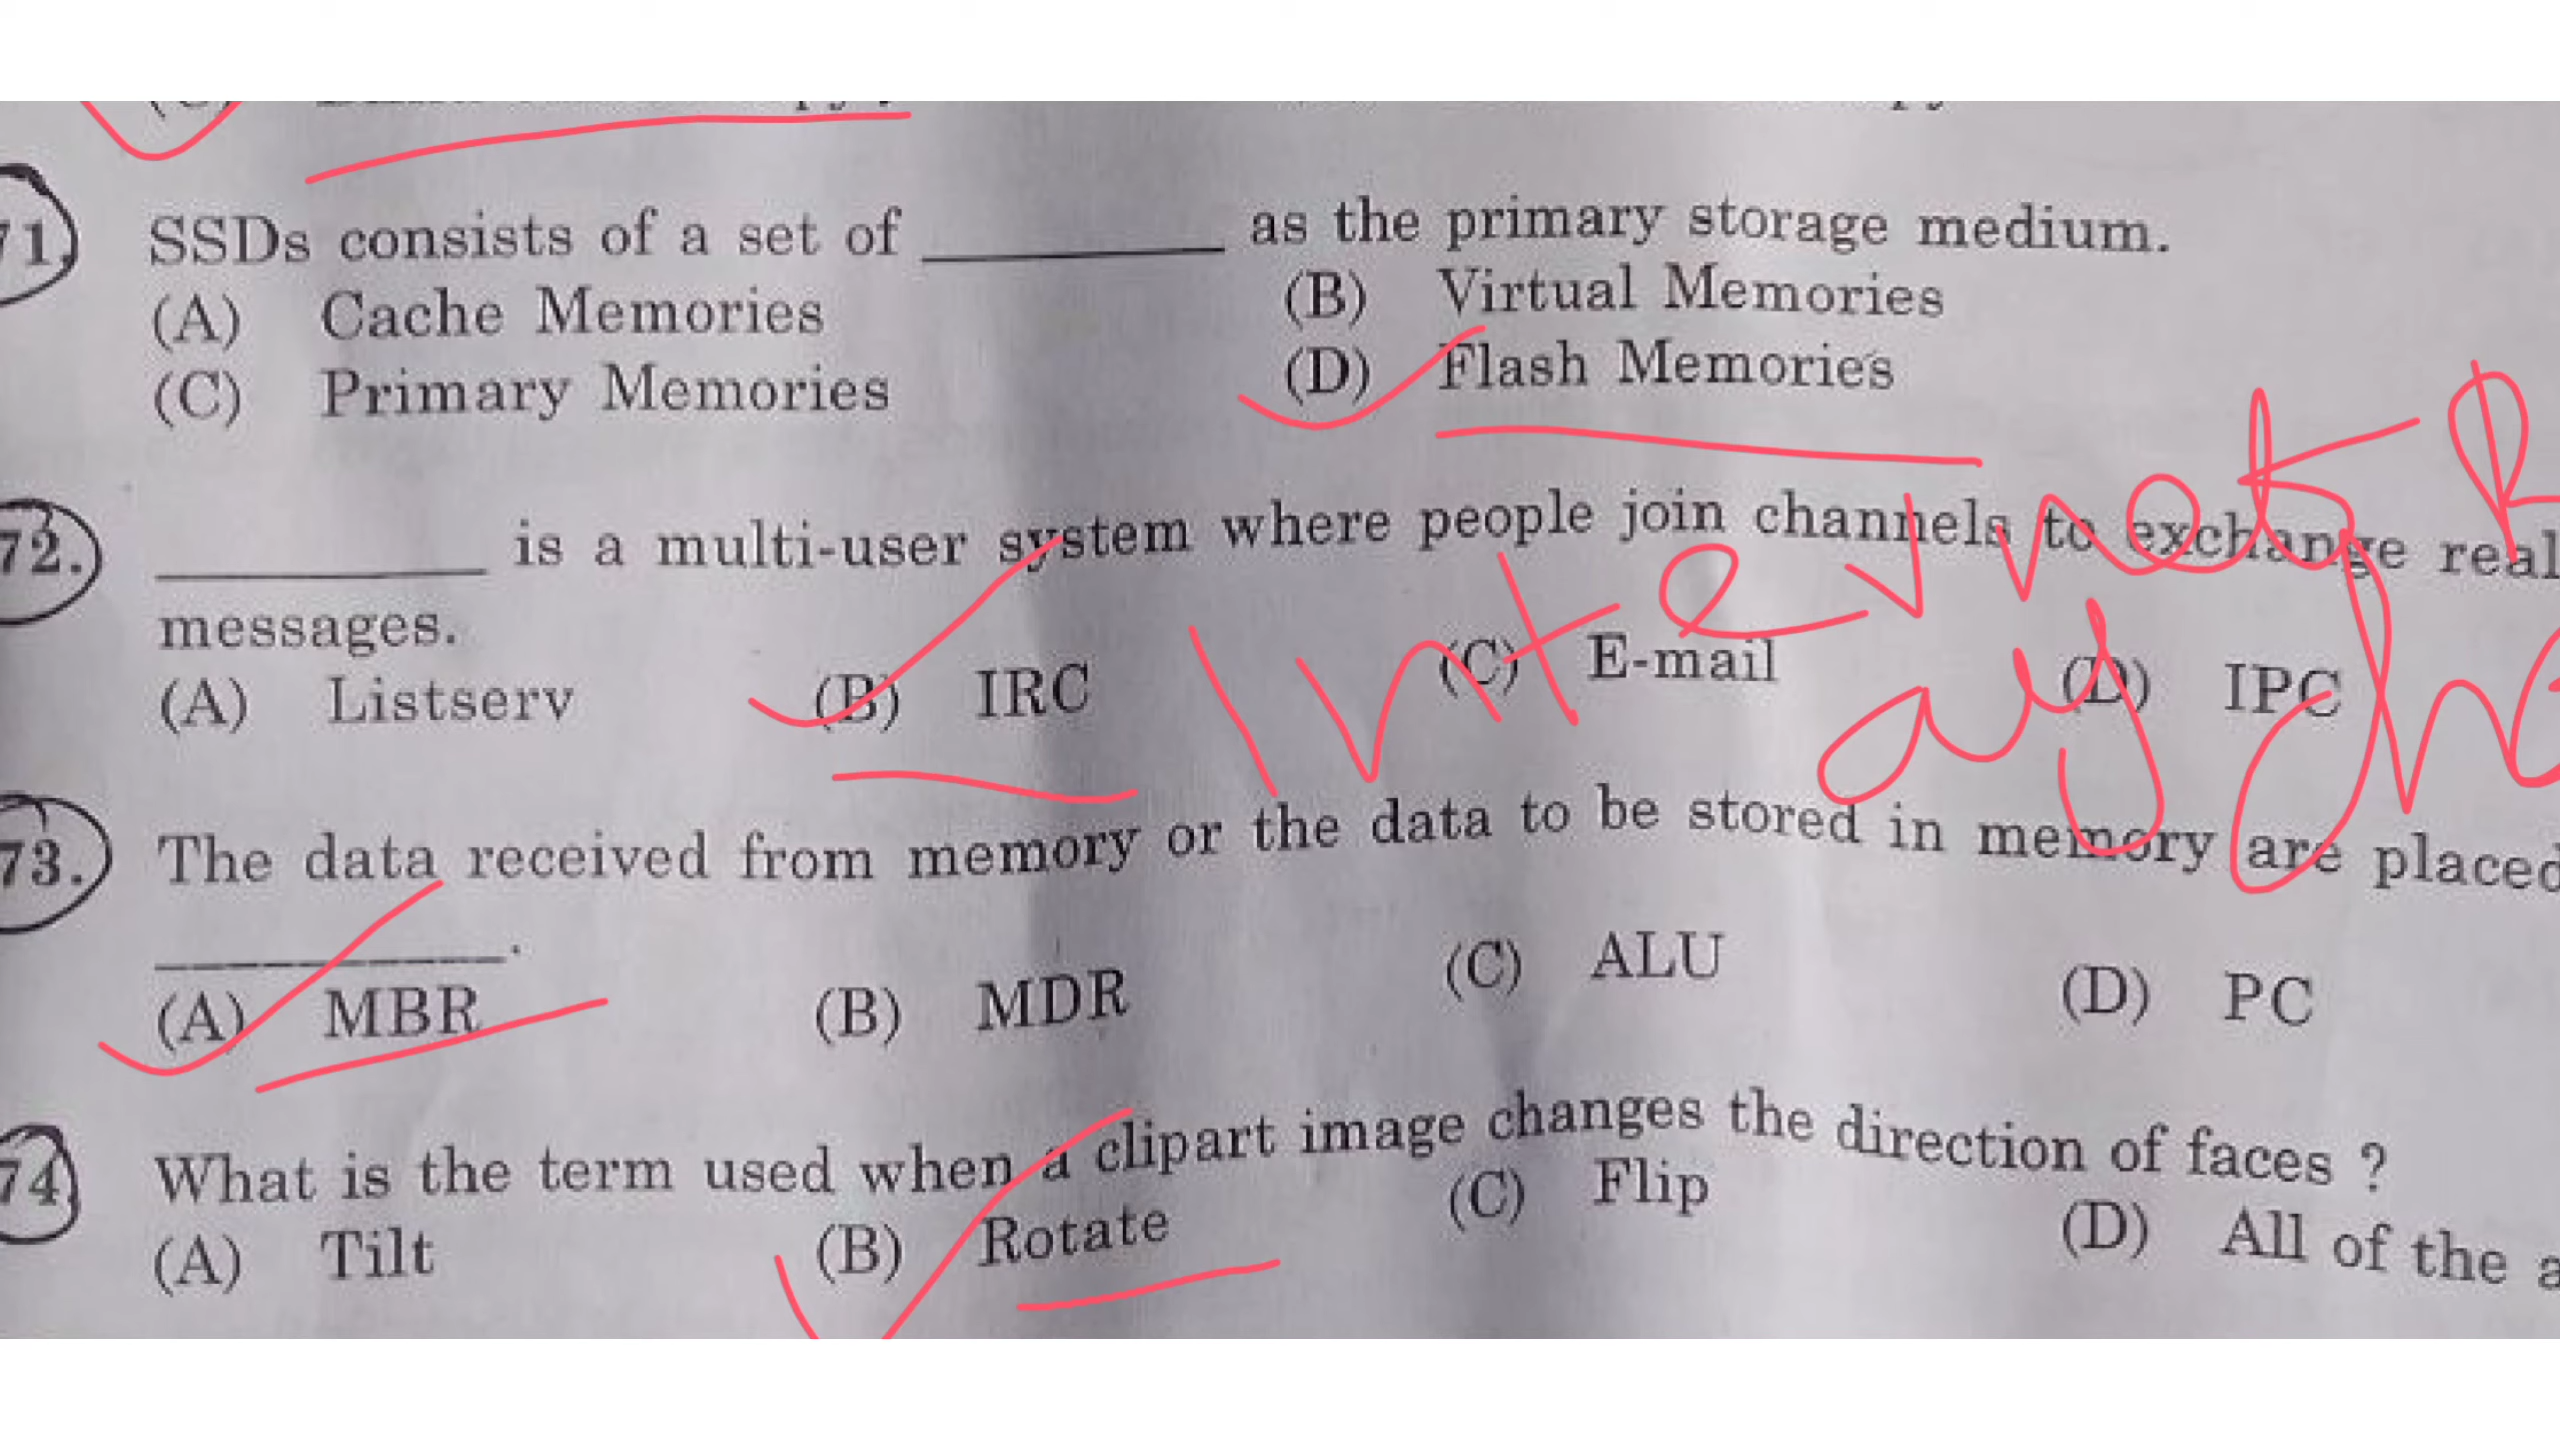 71. SSDs consists of a set of ________ as the primary storage medium.
(A) Cache Memories (B) Virtual Memories
(C) Primary Memories (D) Flash Memories
72. ________ is a multi-user system where people join channels to exchange real
messages.
(A) Listserv (B) IRC (C) E-mail (D) IPC
Internet
73. The data received from memory or the data to be stored in memory are placed
________.
(A) MBR (B) MDR (C) ALU (D) PC
74. What is the term used when a clipart image changes the direction of faces ?
(A) Tilt (B) Rotate (C) Flip (D) All of the a